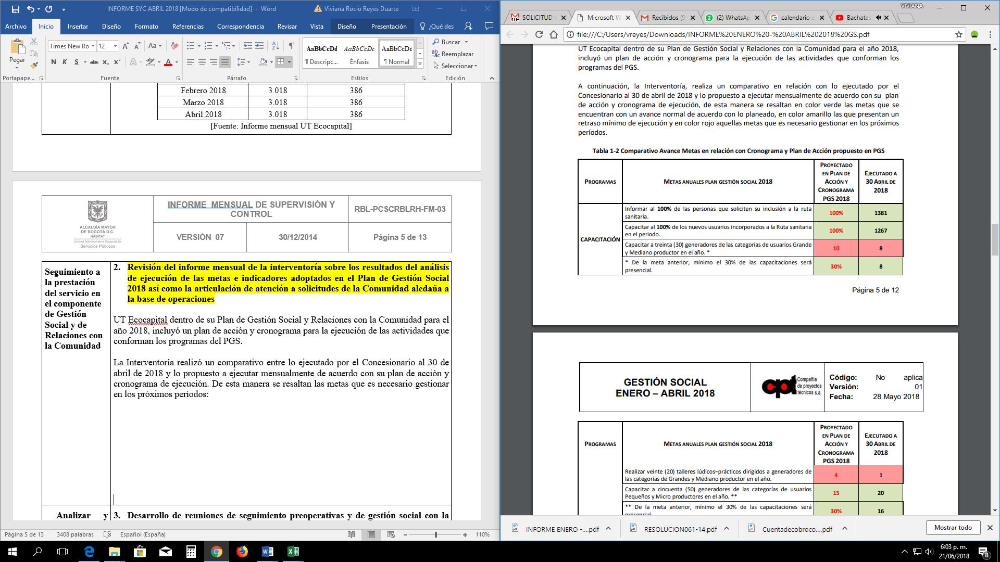 INFORME SYC ABRIL 2018 [Modo de compatibilidad] - Word
Viviana Rocio Reyes Duarte
Archivo Inicio Insertar Diseño Formato Referencias Correspondencia Revisar Vista Diseño Presentación ¿Qué des
Pegar
Times New Ro 12
N K S abc x₂ x²
Aa
AaBbCcDd AaBbCcDd AaBbCcDd
¶ Descripc... Énfasis ¶ Normal
Buscar
Reemplazar
Seleccionar
Portapape... Fuente Párrafo Estilos Edición
Febrero 2018 3.018 386
Marzo 2018 3.018 386
Abril 2018 3.018 386
[Fuente: Informe mensual UT Ecocapital]
ALCALDÍA MAYOR
DE BOGOTÁ D.C.
HÁBITAT
Unidad Administrativa Especial de
Servicios Públicos
INFORME MENSUAL DE SUPERVISIÓN Y
CONTROL
RBL-PCSCRBLRH-FM-03
VERSIÓN 07 30/12/2014 Página 5 de 13
Seguimiento a
la prestación
del servicio en
el componente
de Gestión
Social y de
Relaciones con
la Comunidad
2. Revisión del informe mensual de la interventoría sobre los resultados del análisis
de ejecución de las metas e indicadores adoptados en el Plan de Gestión Social
2018 así como la articulación de atención a solicitudes de la Comunidad aledaña a
la base de operaciones
UT Ecocapital dentro de su Plan de Gestión Social y Relaciones con la Comunidad para el
año 2018, incluyó un plan de acción y cronograma para la ejecución de las actividades que
conforman los programas del PGS.
La Interventoría realizó un comparativo entre lo ejecutado por el Concesionario al 30 de
abril de 2018 y lo propuesto a ejecutar mensualmente de acuerdo con su plan de acción y
cronograma de ejecución. De esta manera se resaltan las metas que es necesario gestionar
en los próximos períodos:
Analizar y
3. Desarrollo de reuniones de seguimiento preoperativas y de gestión social con la
Página 5 de 13 3408 palabras Español (España) 110%
VIVIANA
SOLICITUD I Microsoft W Recibidos (9 (2) WhatsAp calendario c Bachatas
file:///C:/Users/vreyes/Downloads/INFORME%20ENERO%20-%20ABRIL%202018%20GS.pdf
UT Ecocapital dentro de su Plan de Gestión Social y Relaciones con la Comunidad para el año 2018,
incluyó un plan de acción y cronograma para la ejecución de las actividades que conforman los
programas del PGS.
A continuación, la Interventoría, realiza un comparativo en relación con lo ejecutado por el
Concesionario al 30 de abril de 2018 y lo propuesto a ejecutar mensualmente de acuerdo con su plan
de acción y cronograma de ejecución, de esta manera se resaltan en color verde las metas que se
encuentran con un avance normal de acuerdo con lo planeado, en color amarillo las que presentan un
retraso mínimo de ejecución y en color rojo aquellas metas que es necesario gestionar en los próximos
períodos.
Tabla 1-2 Comparativo Avance Metas en relación con Cronograma y Plan de Acción propuesto en PGS
PROGRAMAS
METAS ANUALES PLAN GESTIÓN SOCIAL 2018
PROYECTADO
EN PLAN DE
ACCIÓN Y
CRONOGRAMA
PGS 2018
EJECUTADO A
30 ABRIL DE
2018
CAPACITACIÓN
Informar al 100% de las personas que soliciten su inclusión a la ruta
sanitaria.
100% 1381
Capacitar al 100% de los nuevos usuarios incorporados a la Ruta sanitaria
en el periodo.
100% 1267
Capacitar a treinta (30) generadores de las categorías de usuarios Grande
y Mediano productor en el año. *
10 8
* De la meta anterior, mínimo el 30% de las capacitaciones será
presencial.
30% 8
Página 5 de 12
GESTIÓN SOCIAL
ENERO – ABRIL 2018
cpt Compañía
de proyectos
técnicos s.a.
Código: No aplica
Versión: 01
Fecha: 28 Mayo 2018
PROGRAMAS
METAS ANUALES PLAN GESTIÓN SOCIAL 2018
PROYECTADO
EN PLAN DE
ACCIÓN Y
CRONOGRAMA
PGS 2018
EJECUTADO A
30 ABRIL DE
2018
Realizar veinte (20) talleres lúdicos–prácticos dirigidos a generadores de
las categorías de Grandes y Mediano productor en el año.
4 1
Capacitar a cincuenta (50) generadores de las categorías de usuarios
Pequeños y Micro productores en el año. **
15 20
** De la meta anterior, mínimo el 30% de las capacitaciones será
presencial.
30% 16
INFORME ENERO -....pdf RESOLUCION061-14.pdf Cuentadecobroco....pdf Mostrar todo
6:03 p. m.
21/06/2018
8